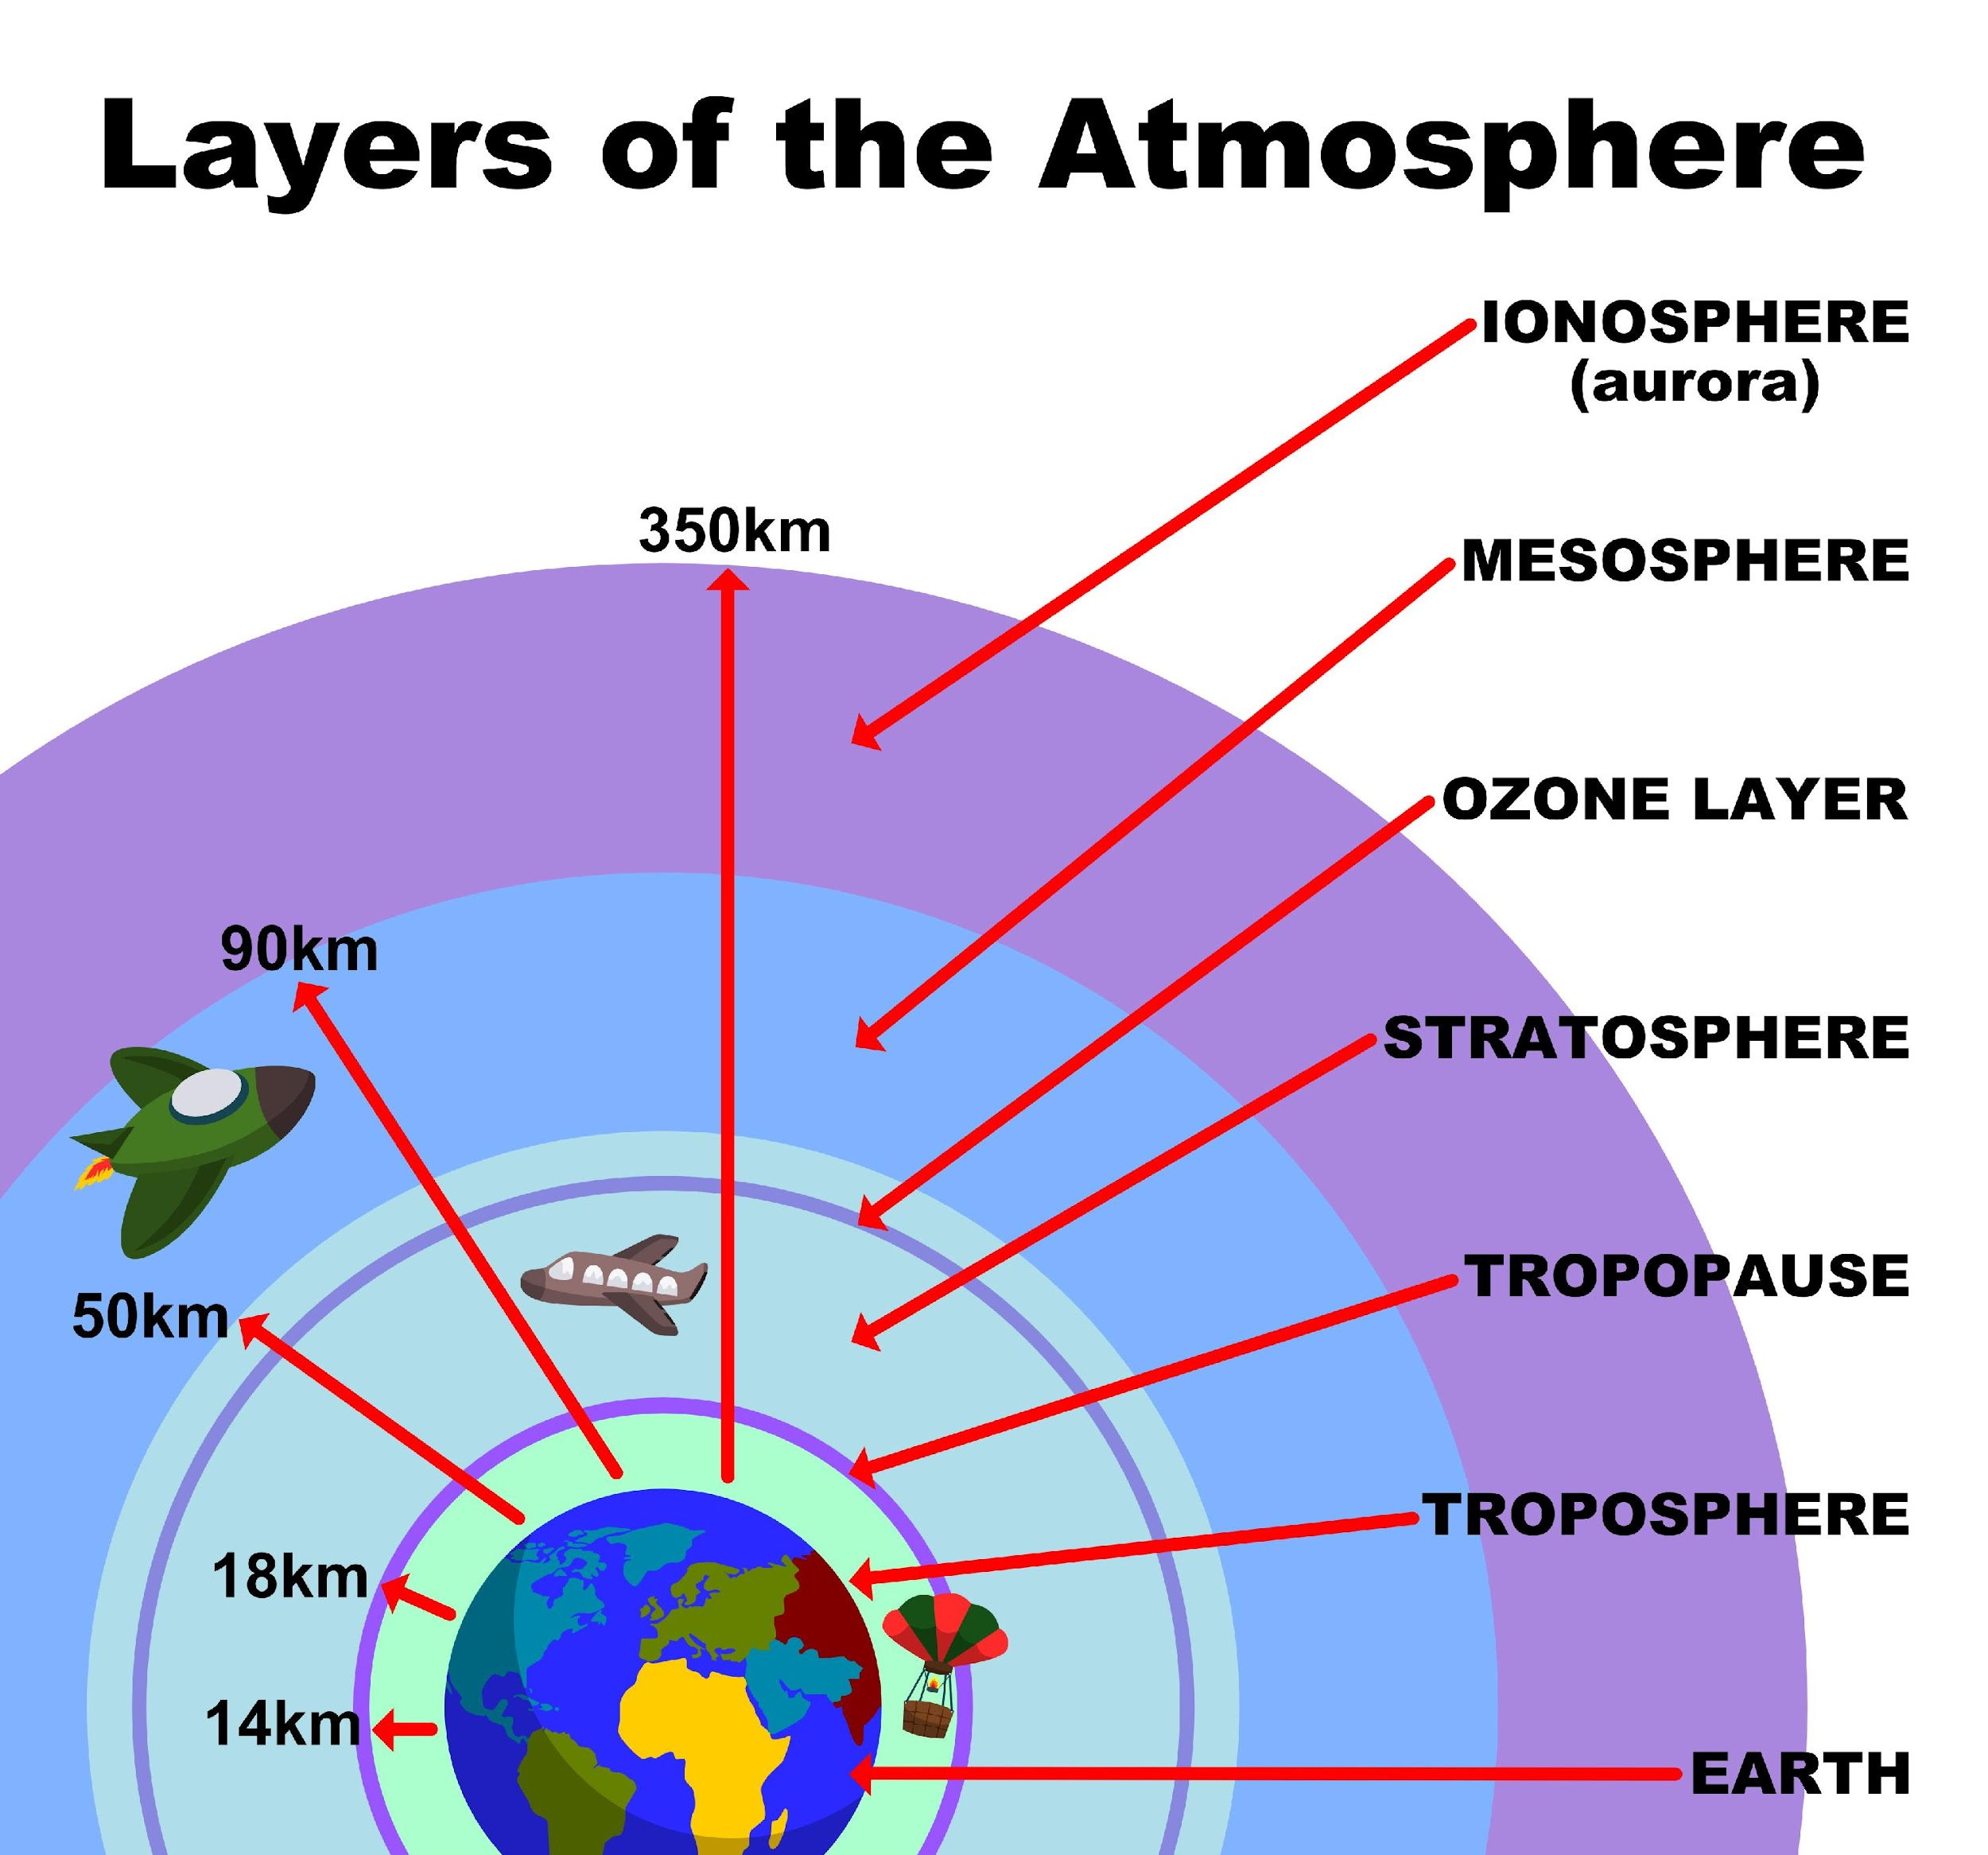 Layers of the Atmosphere
IONOSPHERE
(aurora)
350km
MESOSPHERE
OZONE LAYER
90km
STRATOSPHERE
TROPOPAUSE
50km
TROPOSPHERE
18km
14km
EARTH